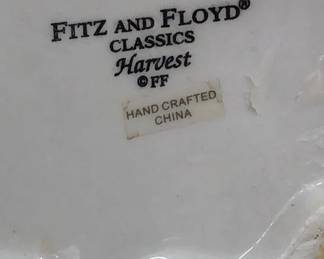 FITZ AND FLOYD®
CLASSICS
Harvest
©FF
HAND CRAFTED
CHINA